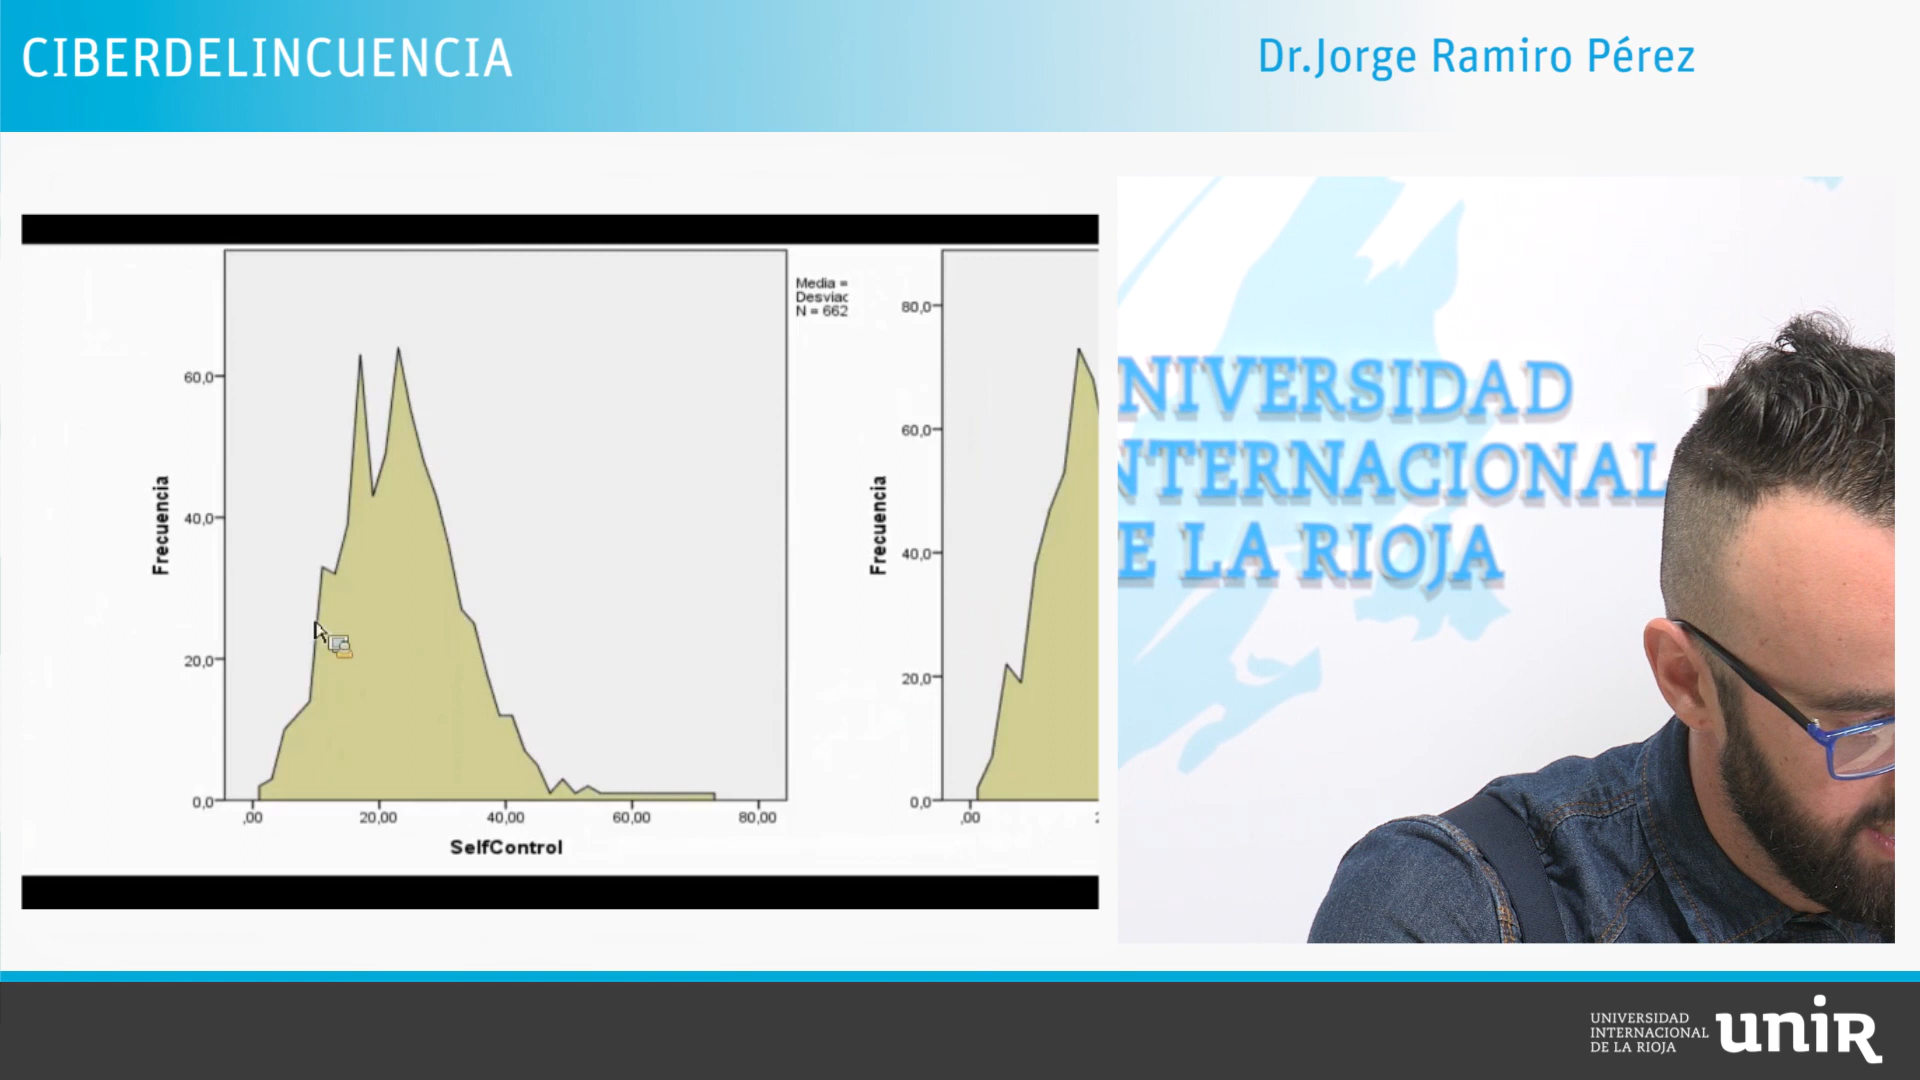 CIBERDELINCUENCIA
Dr.Jorge Ramiro Pérez
Media =
Desviac
N = 662
Frecuencia
60,0
40,0
20,0
0,0
,00
20,00
40,00
60,00
80,00
SelfControl
Frecuencia
80,0
60,0
40,0
20,0
0,0
,00
2
NIVERSIDAD
NTERNACIONAL
E LA RIOJA
UNIVERSIDAD
INTERNACIONAL
DE LA RIOJA
uniR